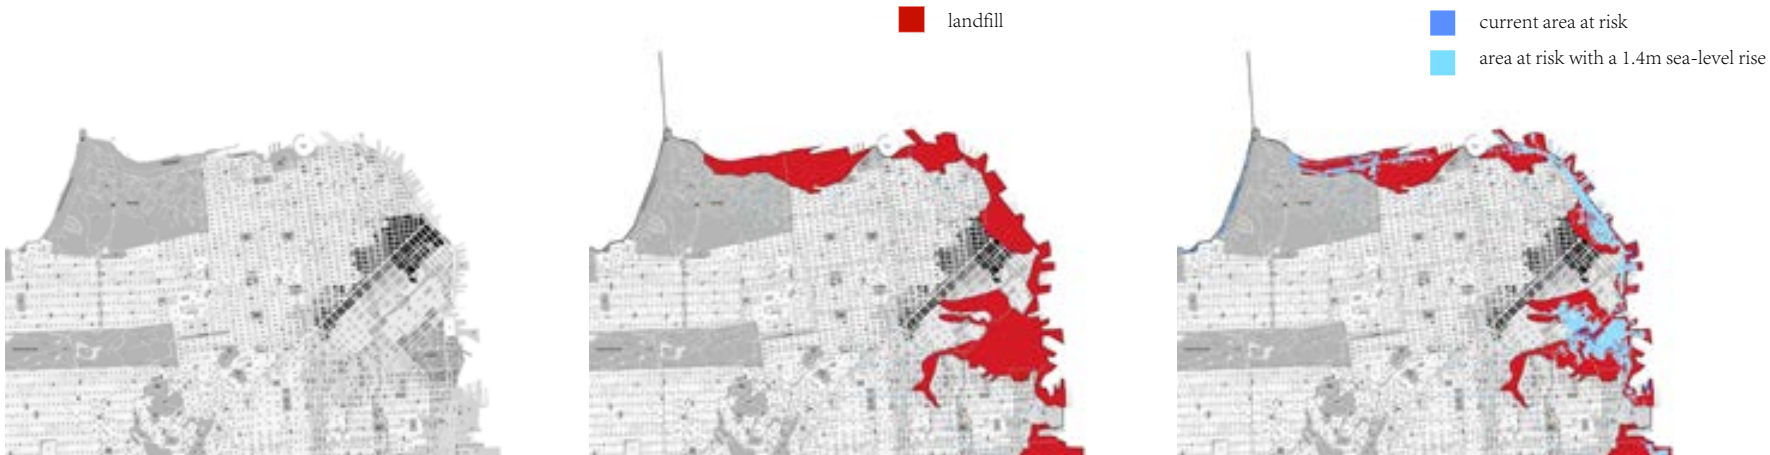 landfill
current area at risk
area at risk with a 1.4m sea-level rise